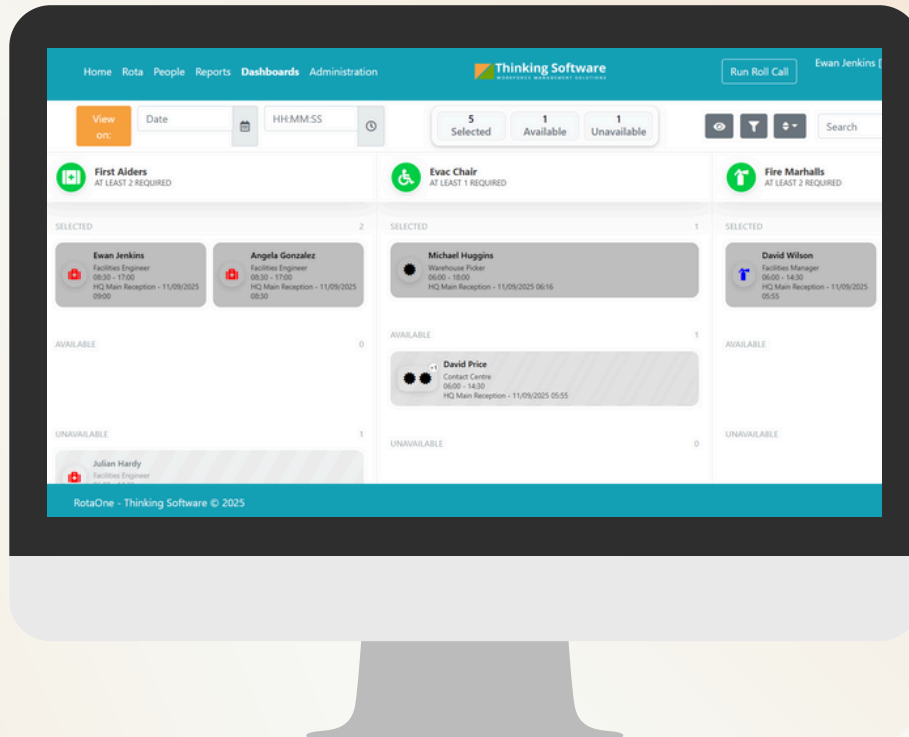 Home Rota People Reports Dashboards Administration
Thinking Software
WORKFORCE MANAGEMENT SOLUTIONS
Run Roll Call
Ewan Jenkins [
View on:
Date
HH:MM:SS
5 Selected
1 Available
1 Unavailable
Search
First Aiders
AT LEAST 2 REQUIRED
SELECTED 2
Ewan Jenkins
Facilities Engineer
08:30 - 17:00
HQ Main Reception - 11/09/2025
09:00
Angela Gonzalez
Facilities Engineer
08:30 - 17:00
HQ Main Reception - 11/09/2025
08:30
AVAILABLE 0
UNAVAILABLE 1
Julian Hardy
Facilities Engineer
Evac Chair
AT LEAST 1 REQUIRED
SELECTED 1
Michael Huggins
Warehouse Picker
06:00 - 18:00
HQ Main Reception - 11/09/2025 06:16
AVAILABLE 1
+1
David Price
Contact Centre
06:00 - 14:30
HQ Main Reception - 11/09/2025 05:55
UNAVAILABLE 0
Fire Marhalls
AT LEAST 2 REQUIRED
SELECTED
David Wilson
Facilities Manager
06:00 - 14:30
HQ Main Reception - 11/09/2025
05:55
AVAILABLE
UNAVAILABLE
RotaOne - Thinking Software © 2025